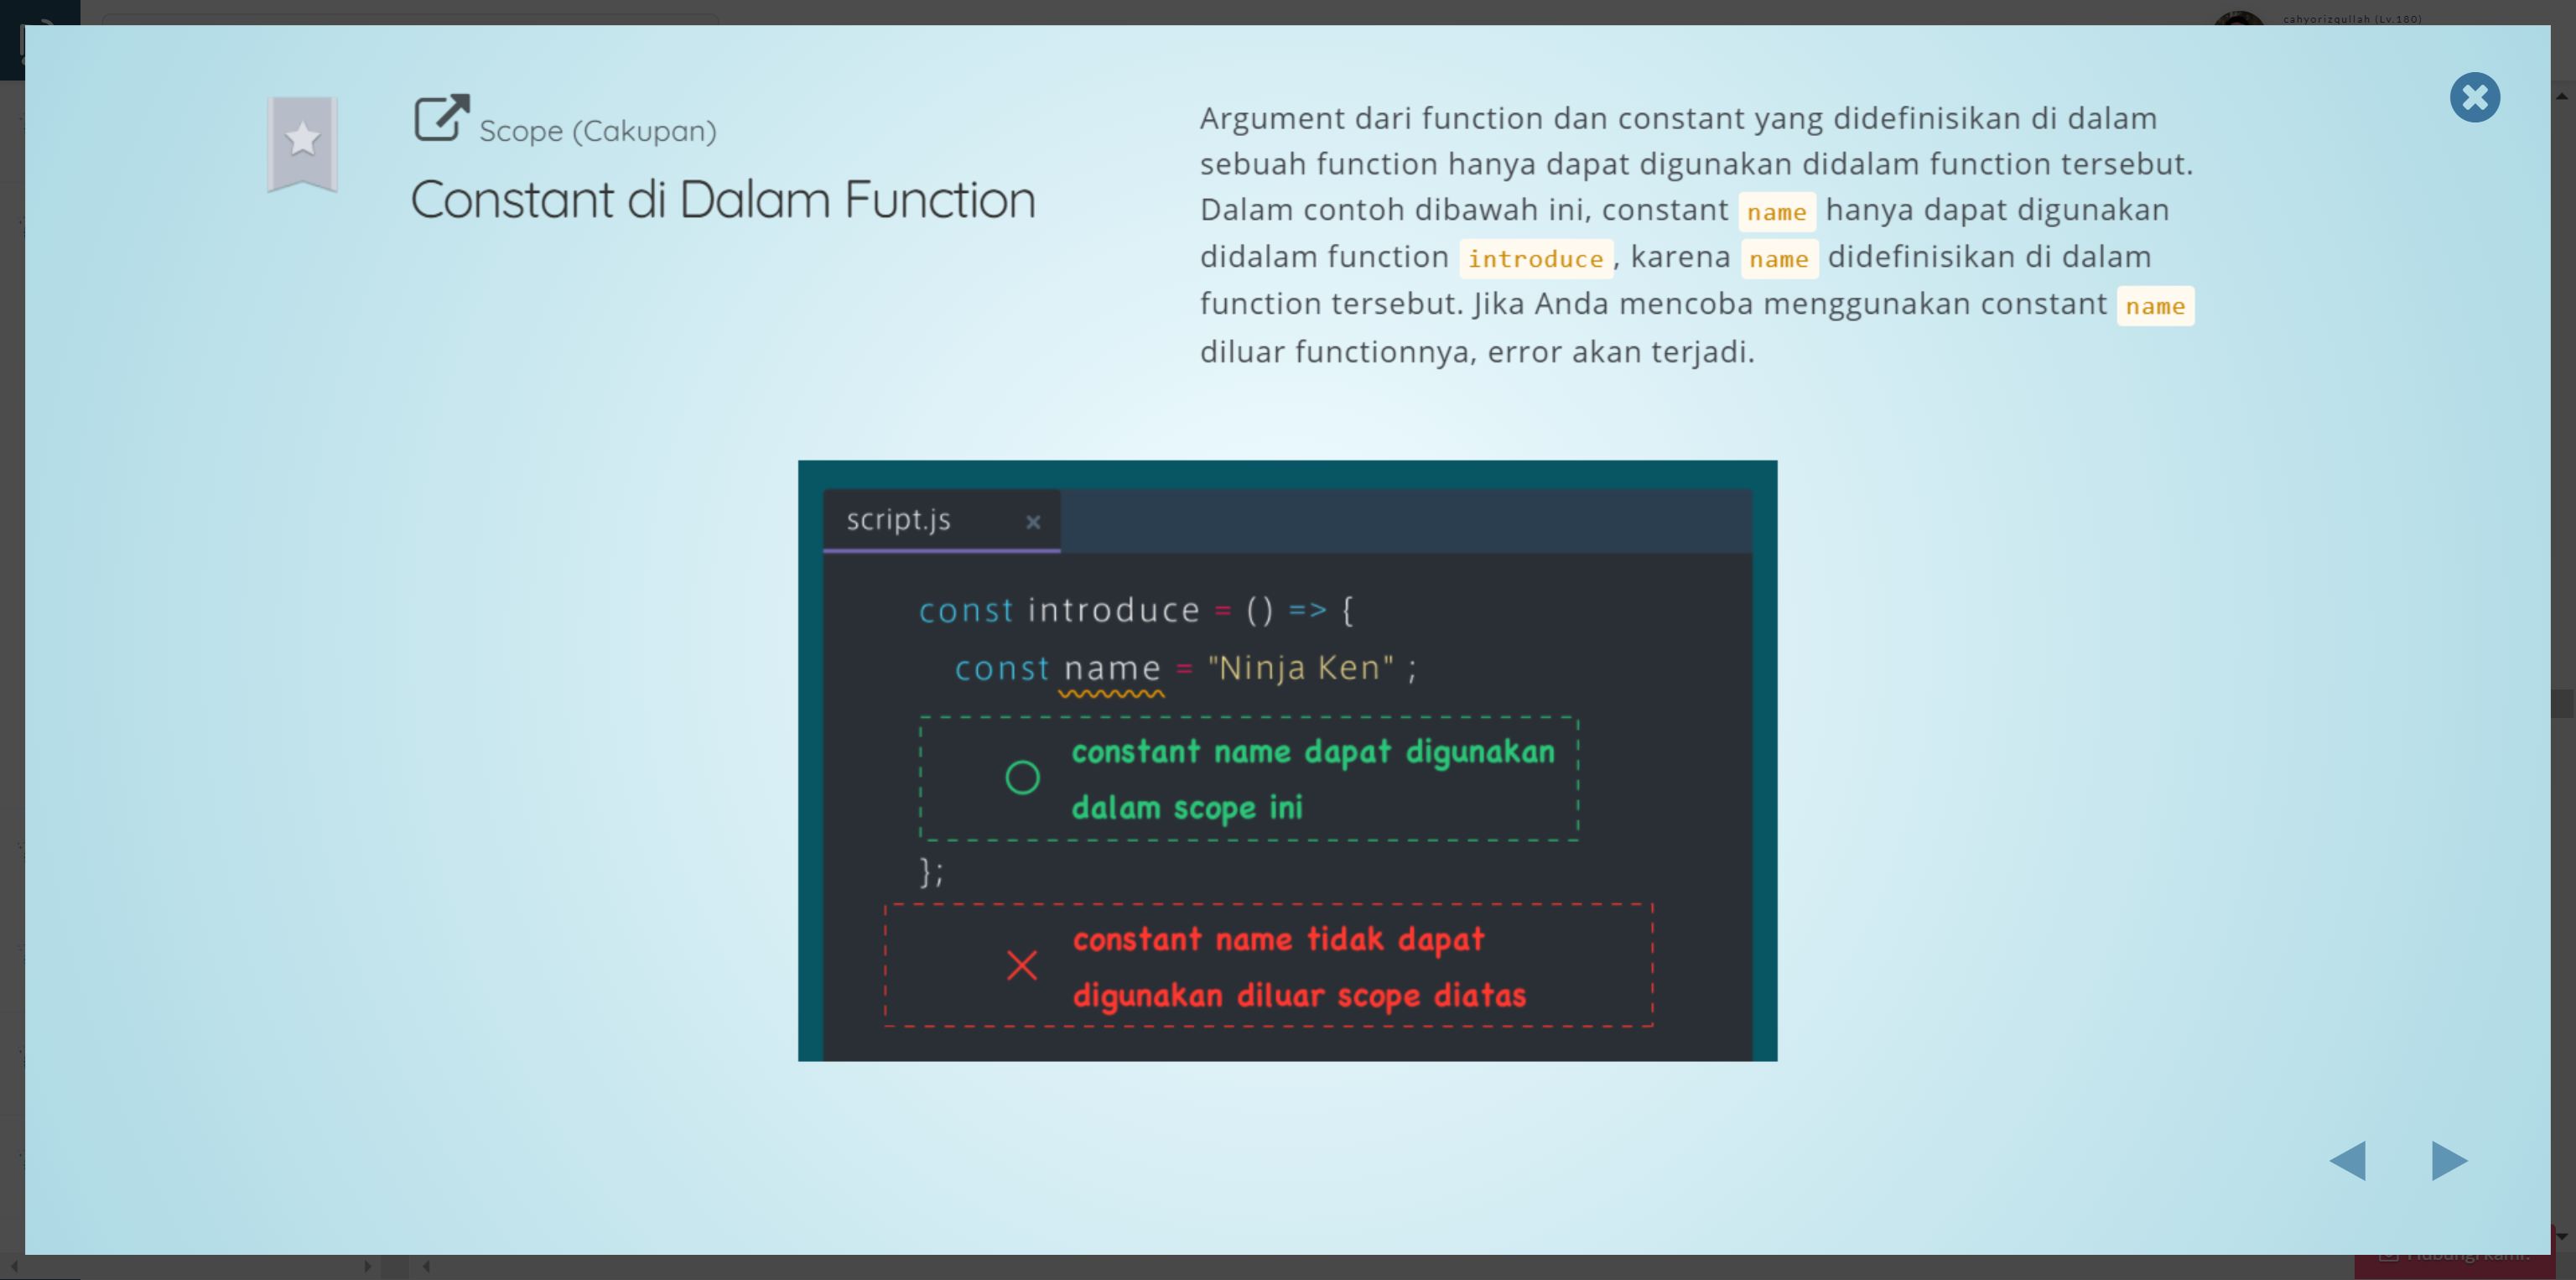 cahyorizqullah (Lv.180)
Scope (Cakupan)
Constant di Dalam Function
Argument dari function dan constant yang didefinisikan di dalam
sebuah function hanya dapat digunakan didalam function tersebut.
Dalam contoh dibawah ini, constant name hanya dapat digunakan
didalam function introduce, karena name didefinisikan di dalam
function tersebut. Jika Anda mencoba menggunakan constant name
diluar functionnya, error akan terjadi.
script.js
const introduce = () => {
const name = "Ninja Ken" ;
constant name dapat digunakan
dalam scope ini
};
constant name tidak dapat
digunakan diluar scope diatas